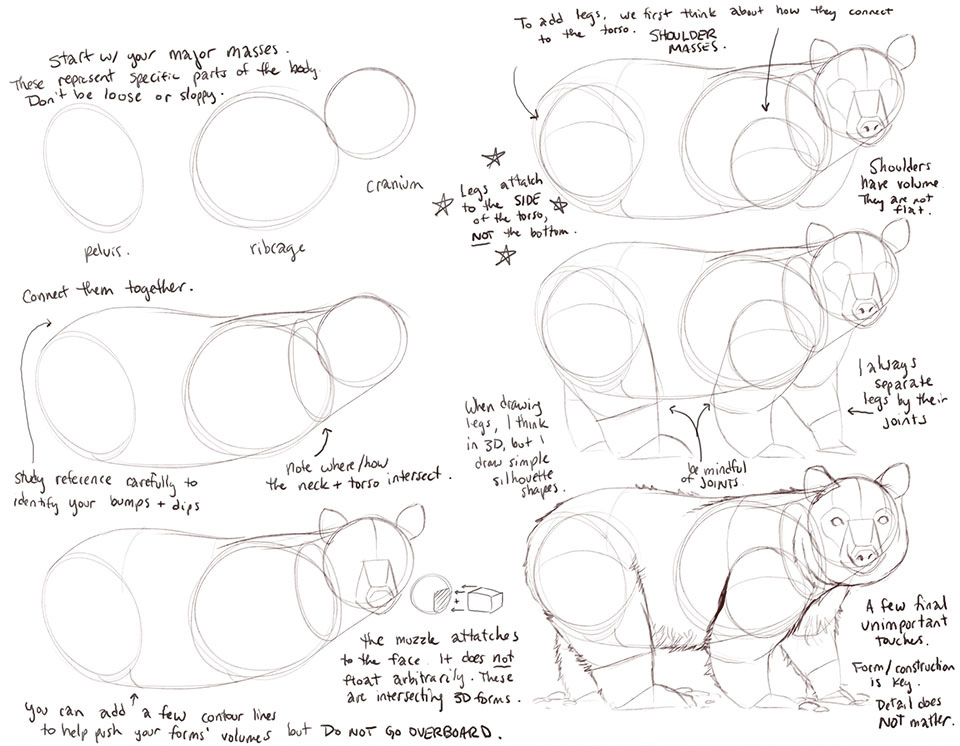 Start w/ your major masses.
These represent specific parts of the body
Don't be loose or sloppy.
cranium
pelvis.
ribcage
Connect them together.
study reference carefully to
identify your bumps + dips
note where/how
the neck + torso intersect.
the muzzle attatches
to the face. It does not
float arbitrarily. These
are intersecting 3D forms.
You can add a few contour lines
to help push your forms' volumes but DO NOT GO OVERBOARD.
To add legs, we first think about how they connect
to the torso. SHOULDER
MASSES.
Legs attatch
to the SIDE
of the torso,
NOT the bottom.
Shoulders
have volume.
They are not
flat.
I always
separate
legs by their
joints
When drawing
legs, I think
in 3D, but I
draw simple
silhouette
shapes.
be mindful
of JOINTS.
A few final
unimportant
touches.
Form/construction
is key.
Detail does
NOT matter.